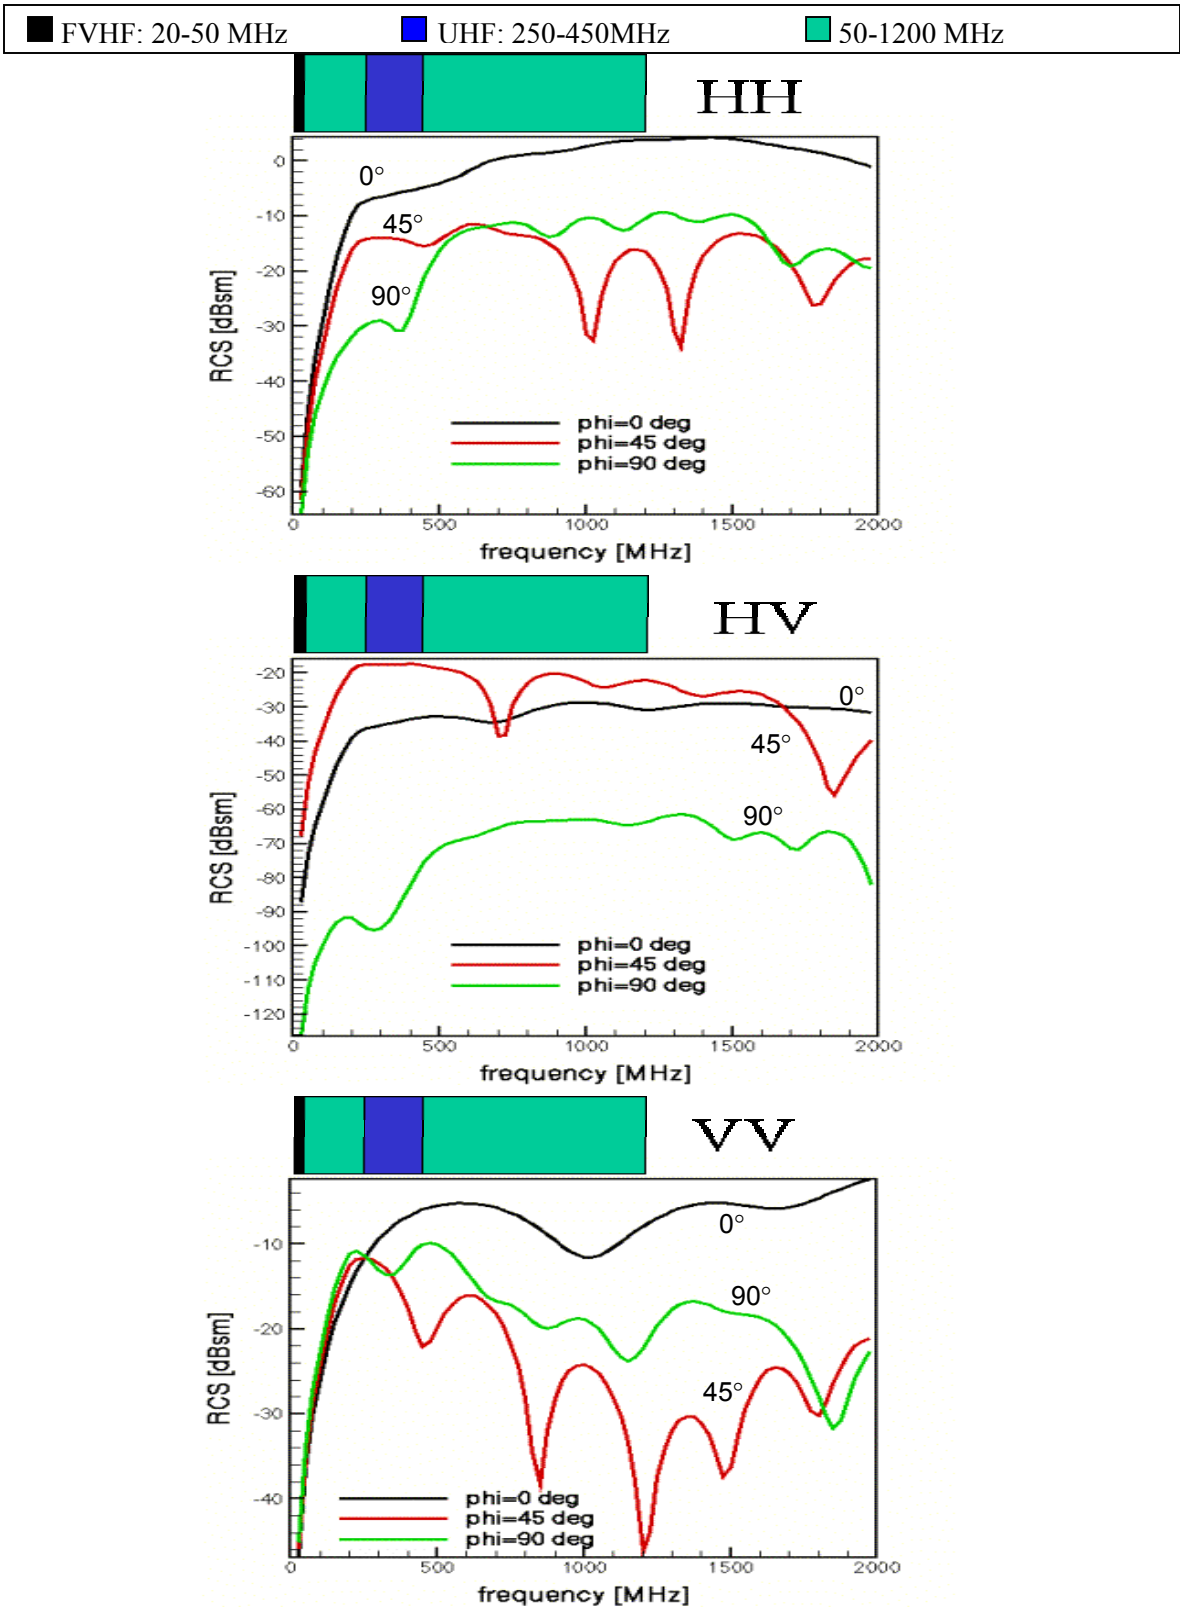 FVHF: 20-50 MHz UHF: 250-450MHz 50-1200 MHz
HH
0
-10
-20
-30
-40
-50
-60
RCS [dBsm]
0°
45°
90°
phi=0 deg
phi=45 deg
phi=90 deg
0 500 1000 1500 2000
frequency [MHz]
HV
-20
-30
-40
-50
-60
-70
-80
-90
-100
-110
-120
RCS [dBsm]
0°
45°
90°
phi=0 deg
phi=45 deg
phi=90 deg
0 500 1000 1500 2000
frequency [MHz]
VV
-10
-20
-30
-40
RCS [dBsm]
0°
90°
45°
phi=0 deg
phi=45 deg
phi=90 deg
0 500 1000 1500 2000
frequency [MHz]